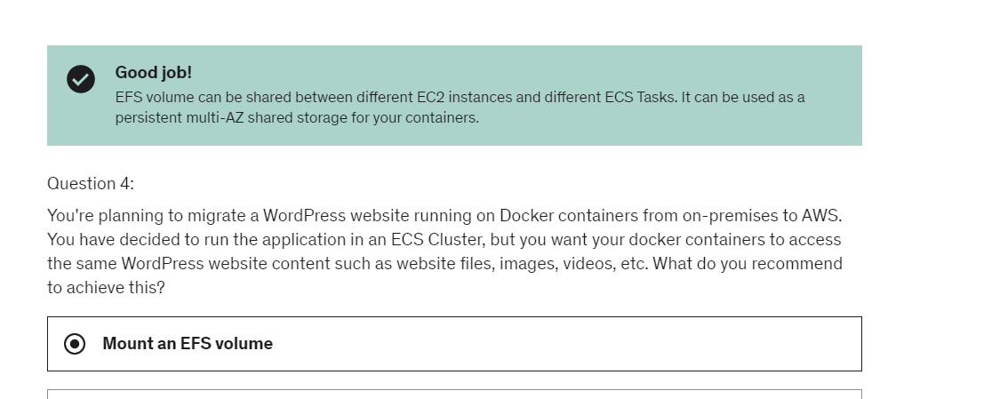 Good job!
EFS volume can be shared between different EC2 instances and different ECS Tasks. It can be used as a
persistent multi-AZ shared storage for your containers.
Question 4:
You're planning to migrate a WordPress website running on Docker containers from on-premises to AWS.
You have decided to run the application in an ECS Cluster, but you want your docker containers to access
the same WordPress website content such as website files, images, videos, etc. What do you recommend
to achieve this?
Mount an EFS volume